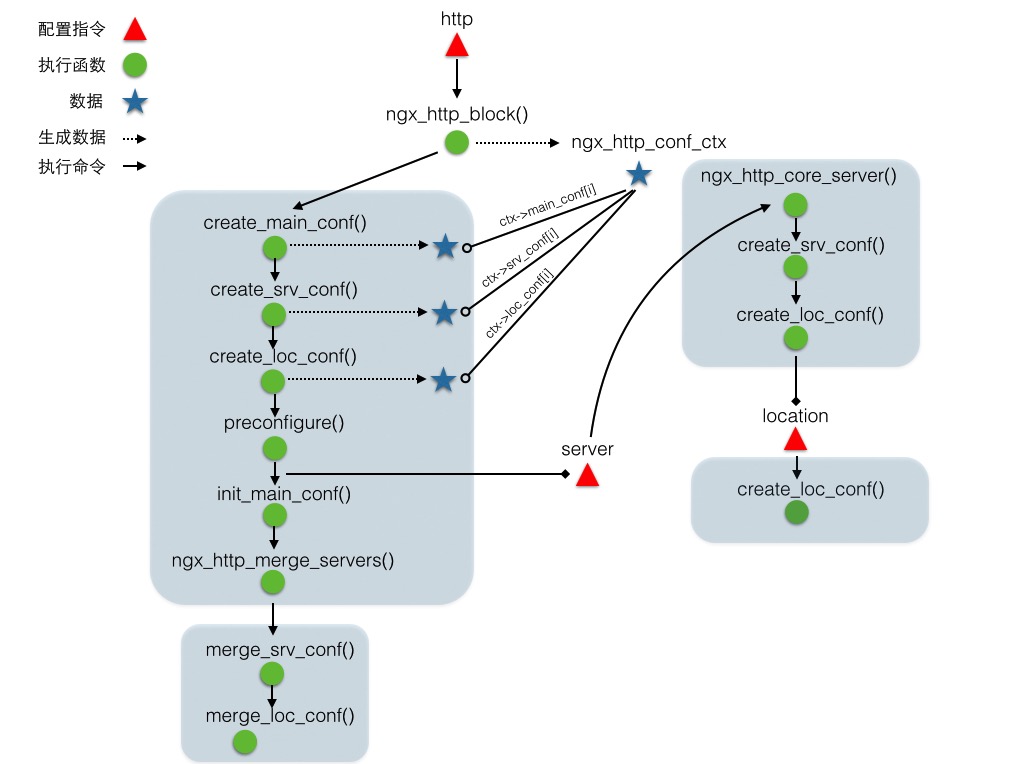 配置指令
执行函数
数据
生成数据
执行命令
http
ngx_http_block()
ngx_http_conf_ctx
create_main_conf()
create_srv_conf()
create_loc_conf()
preconfigure()
init_main_conf()
ngx_http_merge_servers()
merge_srv_conf()
merge_loc_conf()
ctx->main_conf[i]
ctx->srv_conf[i]
ctx->loc_conf[i]
server
ngx_http_core_server()
create_srv_conf()
create_loc_conf()
location
create_loc_conf()